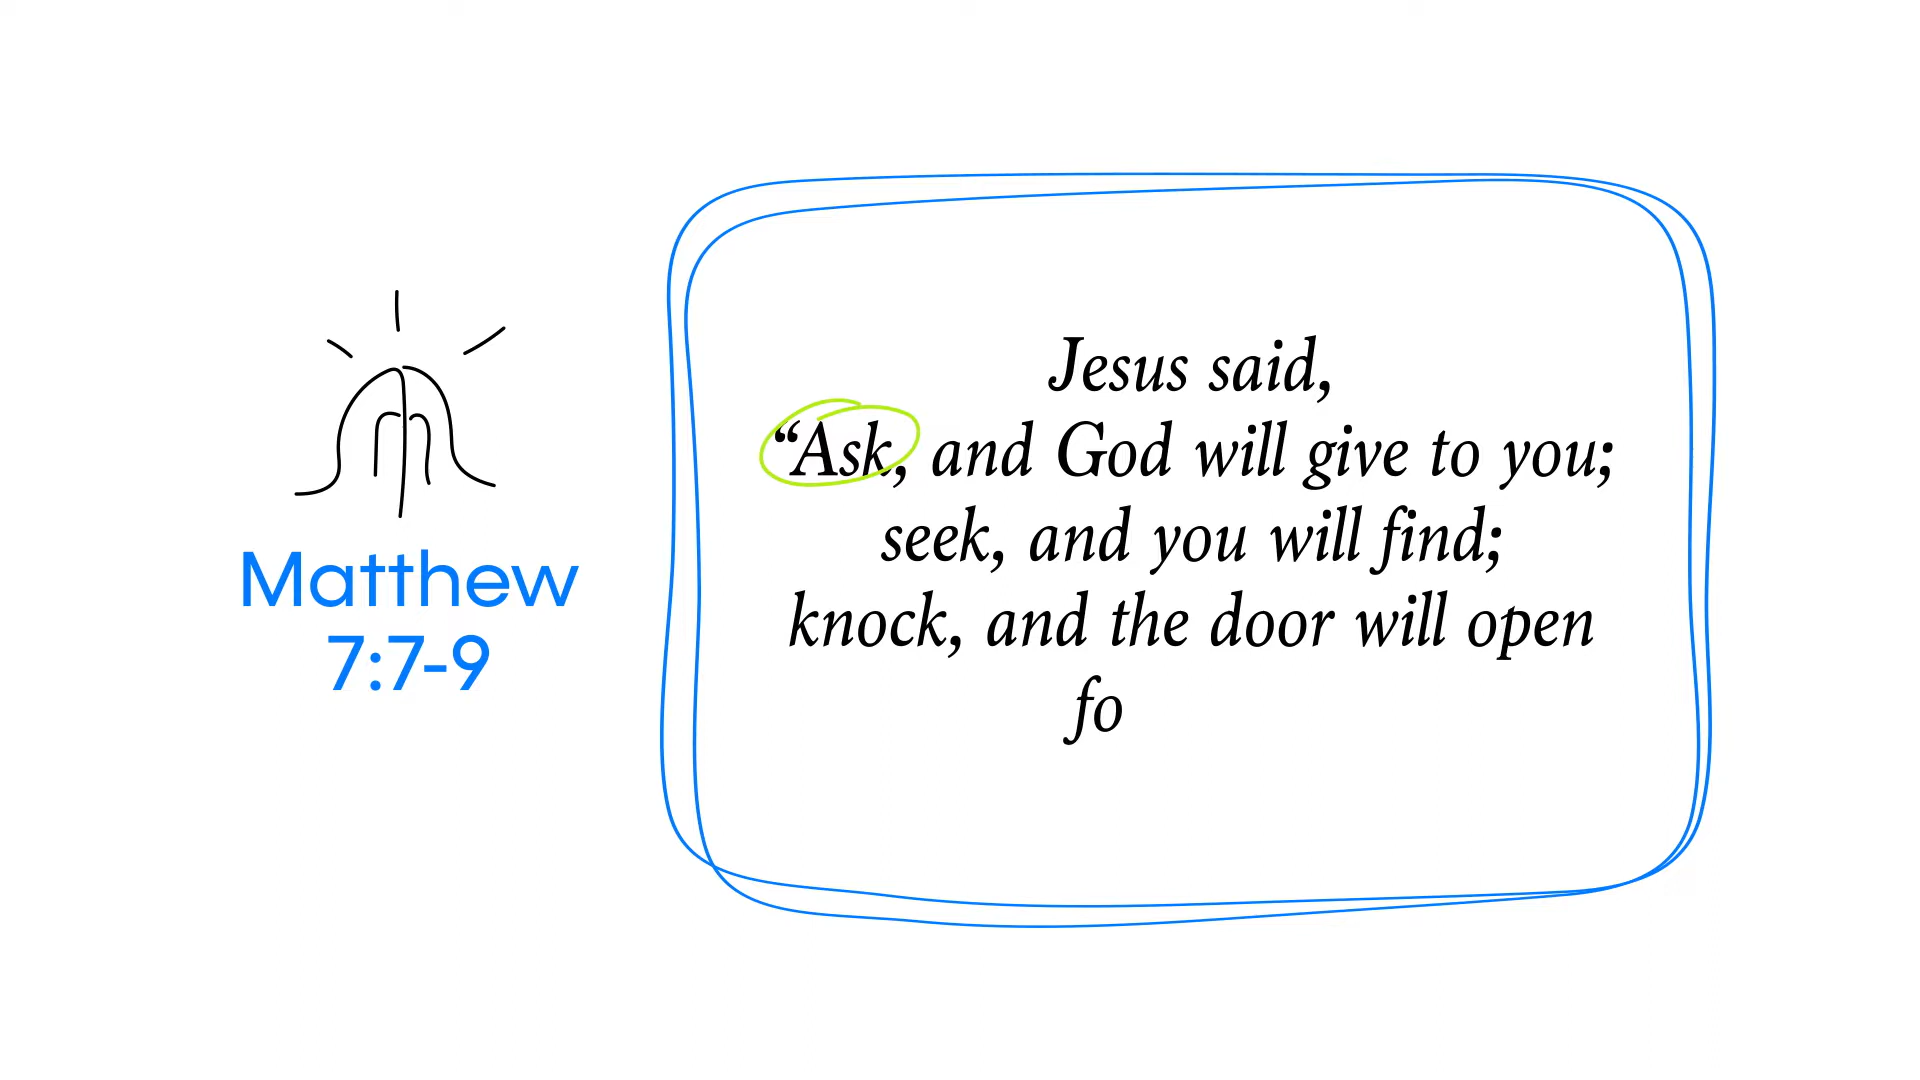 Matthew
7:7-9
Jesus said,
“Ask, and God will give to you;
seek, and you will find;
knock, and the door will open
fo